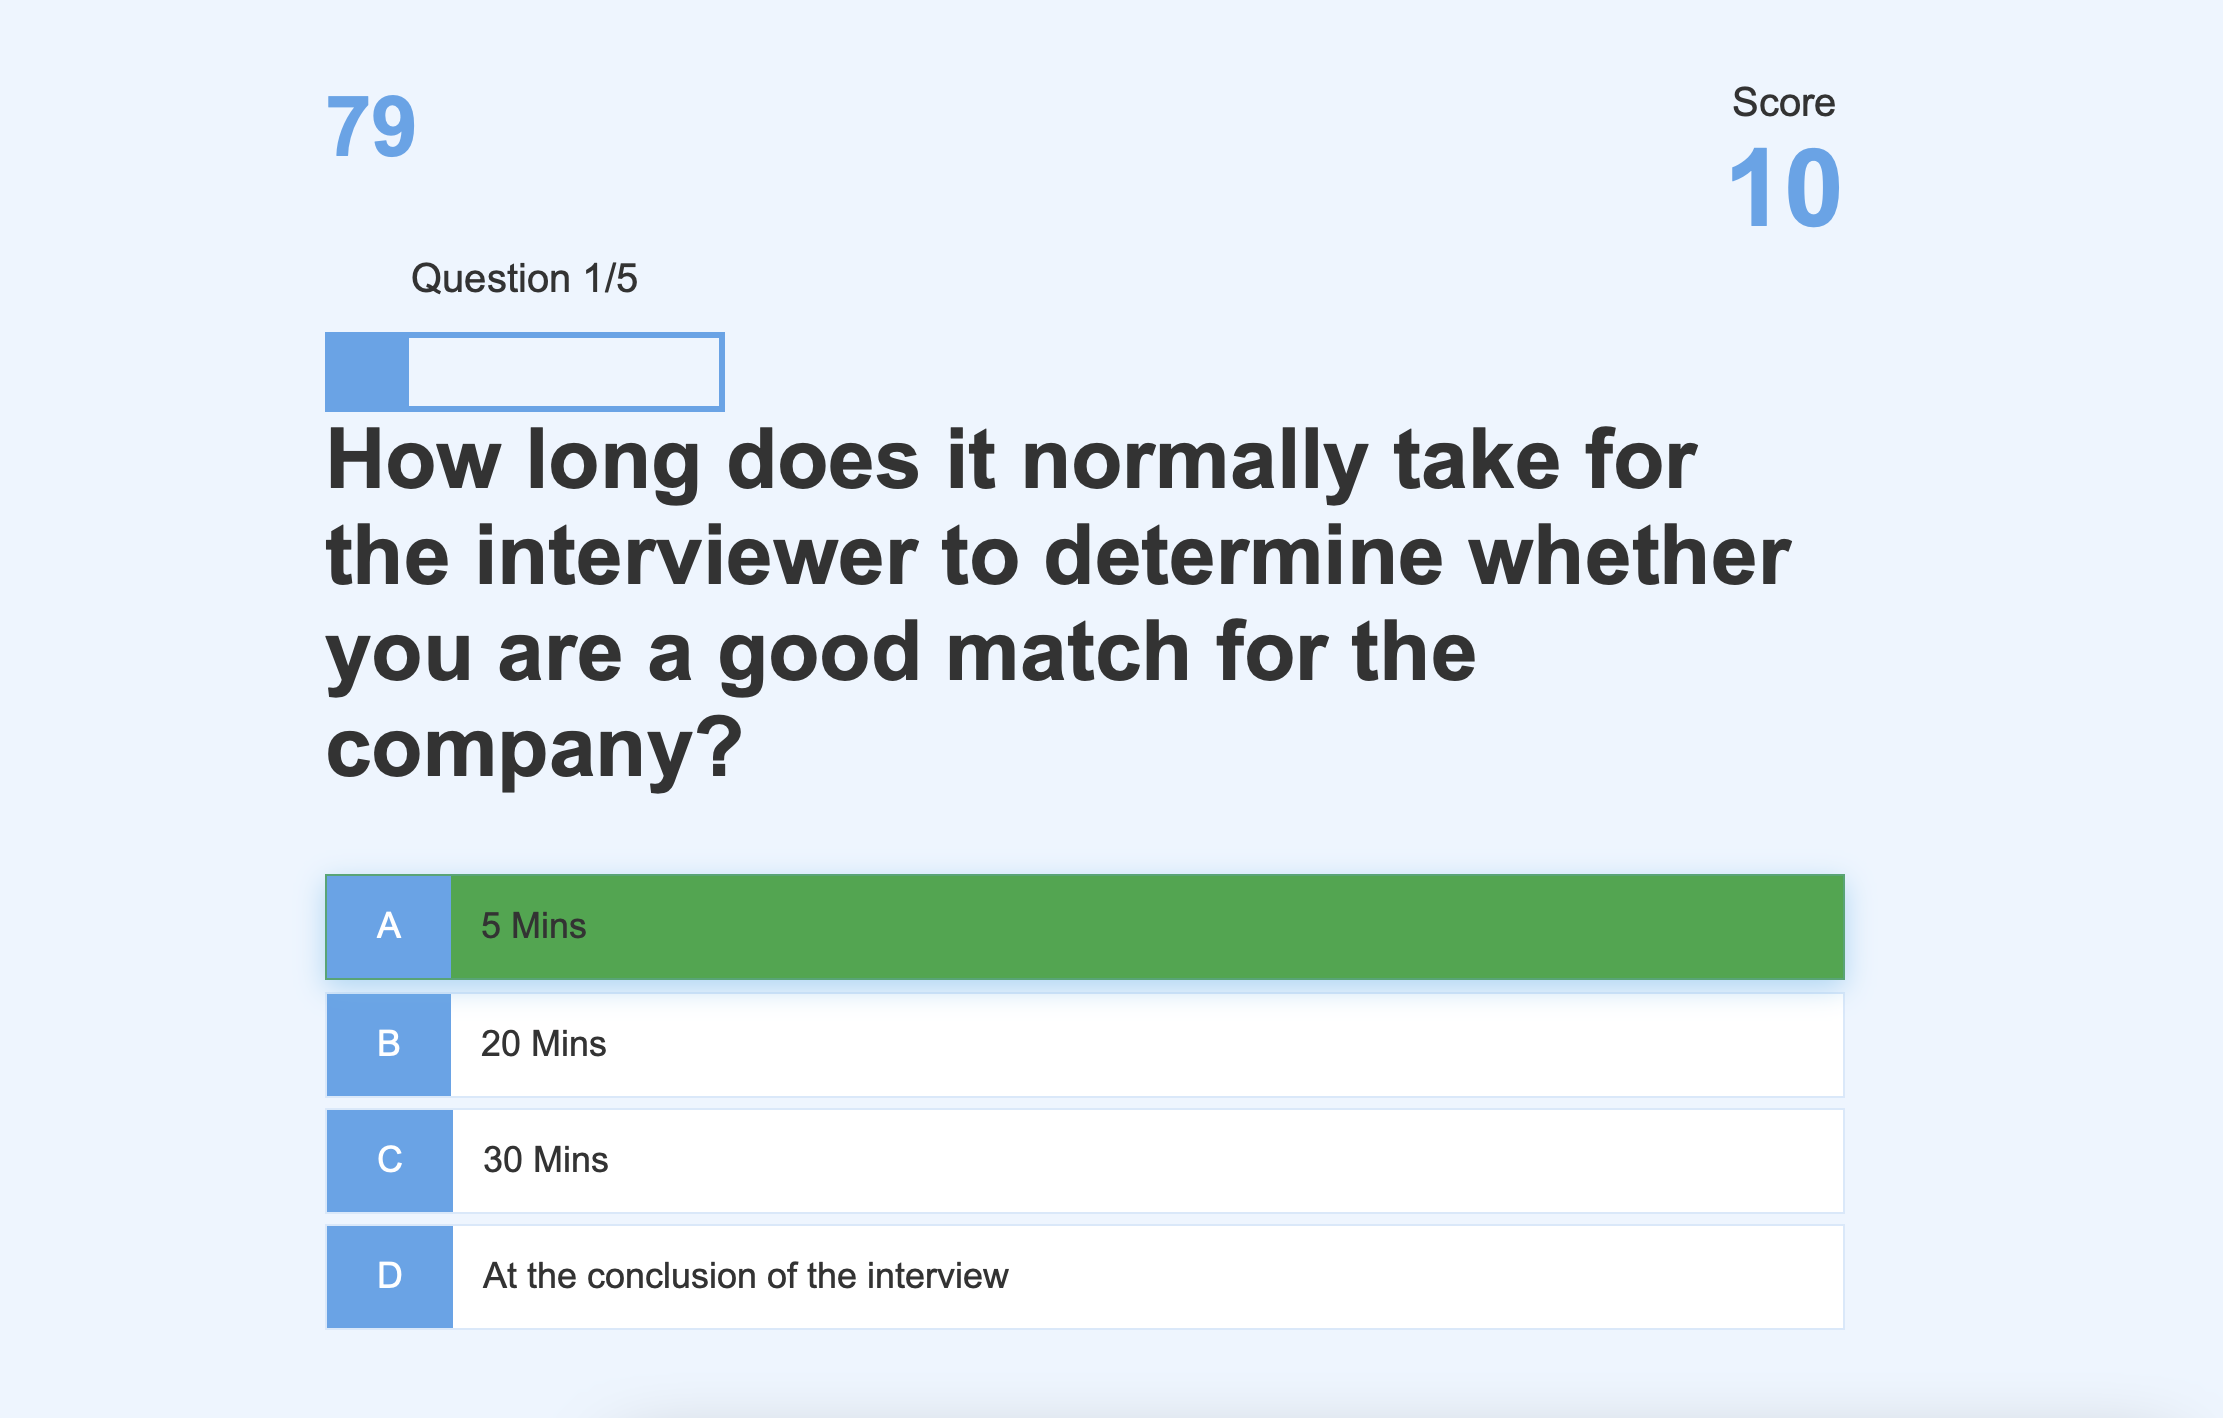 79
Score
10
Question 1/5
How long does it normally take for
the interviewer to determine whether
you are a good match for the
company?
A 5 Mins
B 20 Mins
C 30 Mins
D At the conclusion of the interview